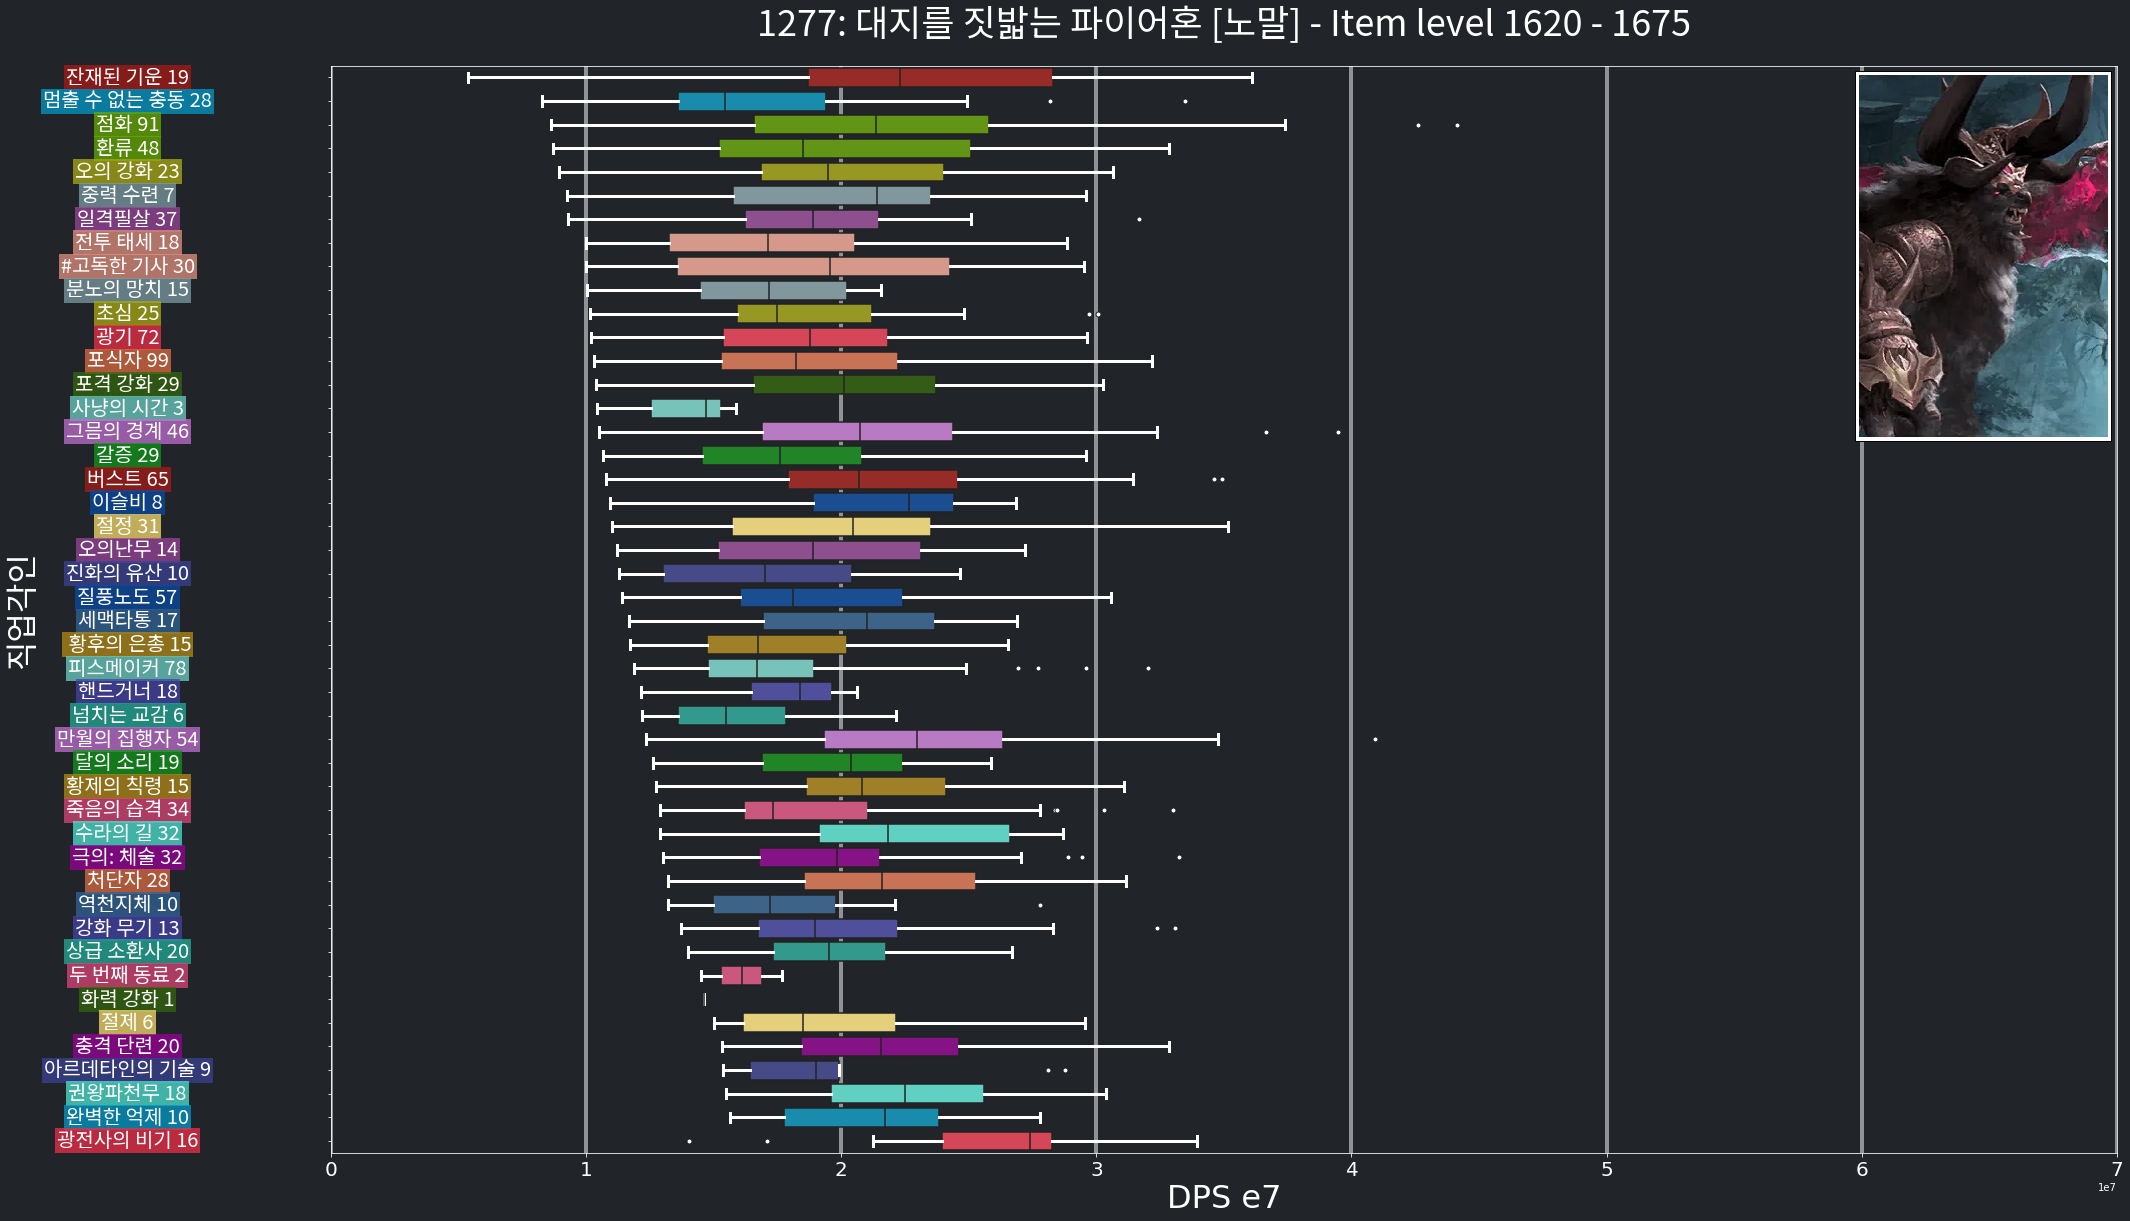 1277: 대지를 짓밟는 파이어혼 [노말] - Item level 1620 - 1675
잔재된 기운 19
멈출 수 없는 충동 28
점화 91
환류 48
오의 강화 23
중력 수련 7
일격필살 37
전투 태세 18
#고독한 기사 30
분노의 망치 15
초심 25
광기 72
포식자 99
포격 강화 29
사냥의 시간 3
그믐의 경계 46
갈증 29
버스트 65
이슬비 8
절정 31
오의난무 14
진화의 유산 10
질풍노도 57
세맥타통 17
황후의 은총 15
피스메이커 78
핸드거너 18
넘치는 교감 6
만월의 집행자 54
달의 소리 19
황제의 칙령 15
죽음의 습격 34
수라의 길 32
극의: 체술 32
처단자 28
역천지체 10
강화 무기 13
상급 소환사 20
두 번째 동료 2
화력 강화 1
절제 6
충격 단련 20
아르데타인의 기술 9
권왕파천무 18
완벽한 억제 10
광전사의 비기 16
직업각인
0 1 2 3 4 5 6 7
DPS e7
1e7